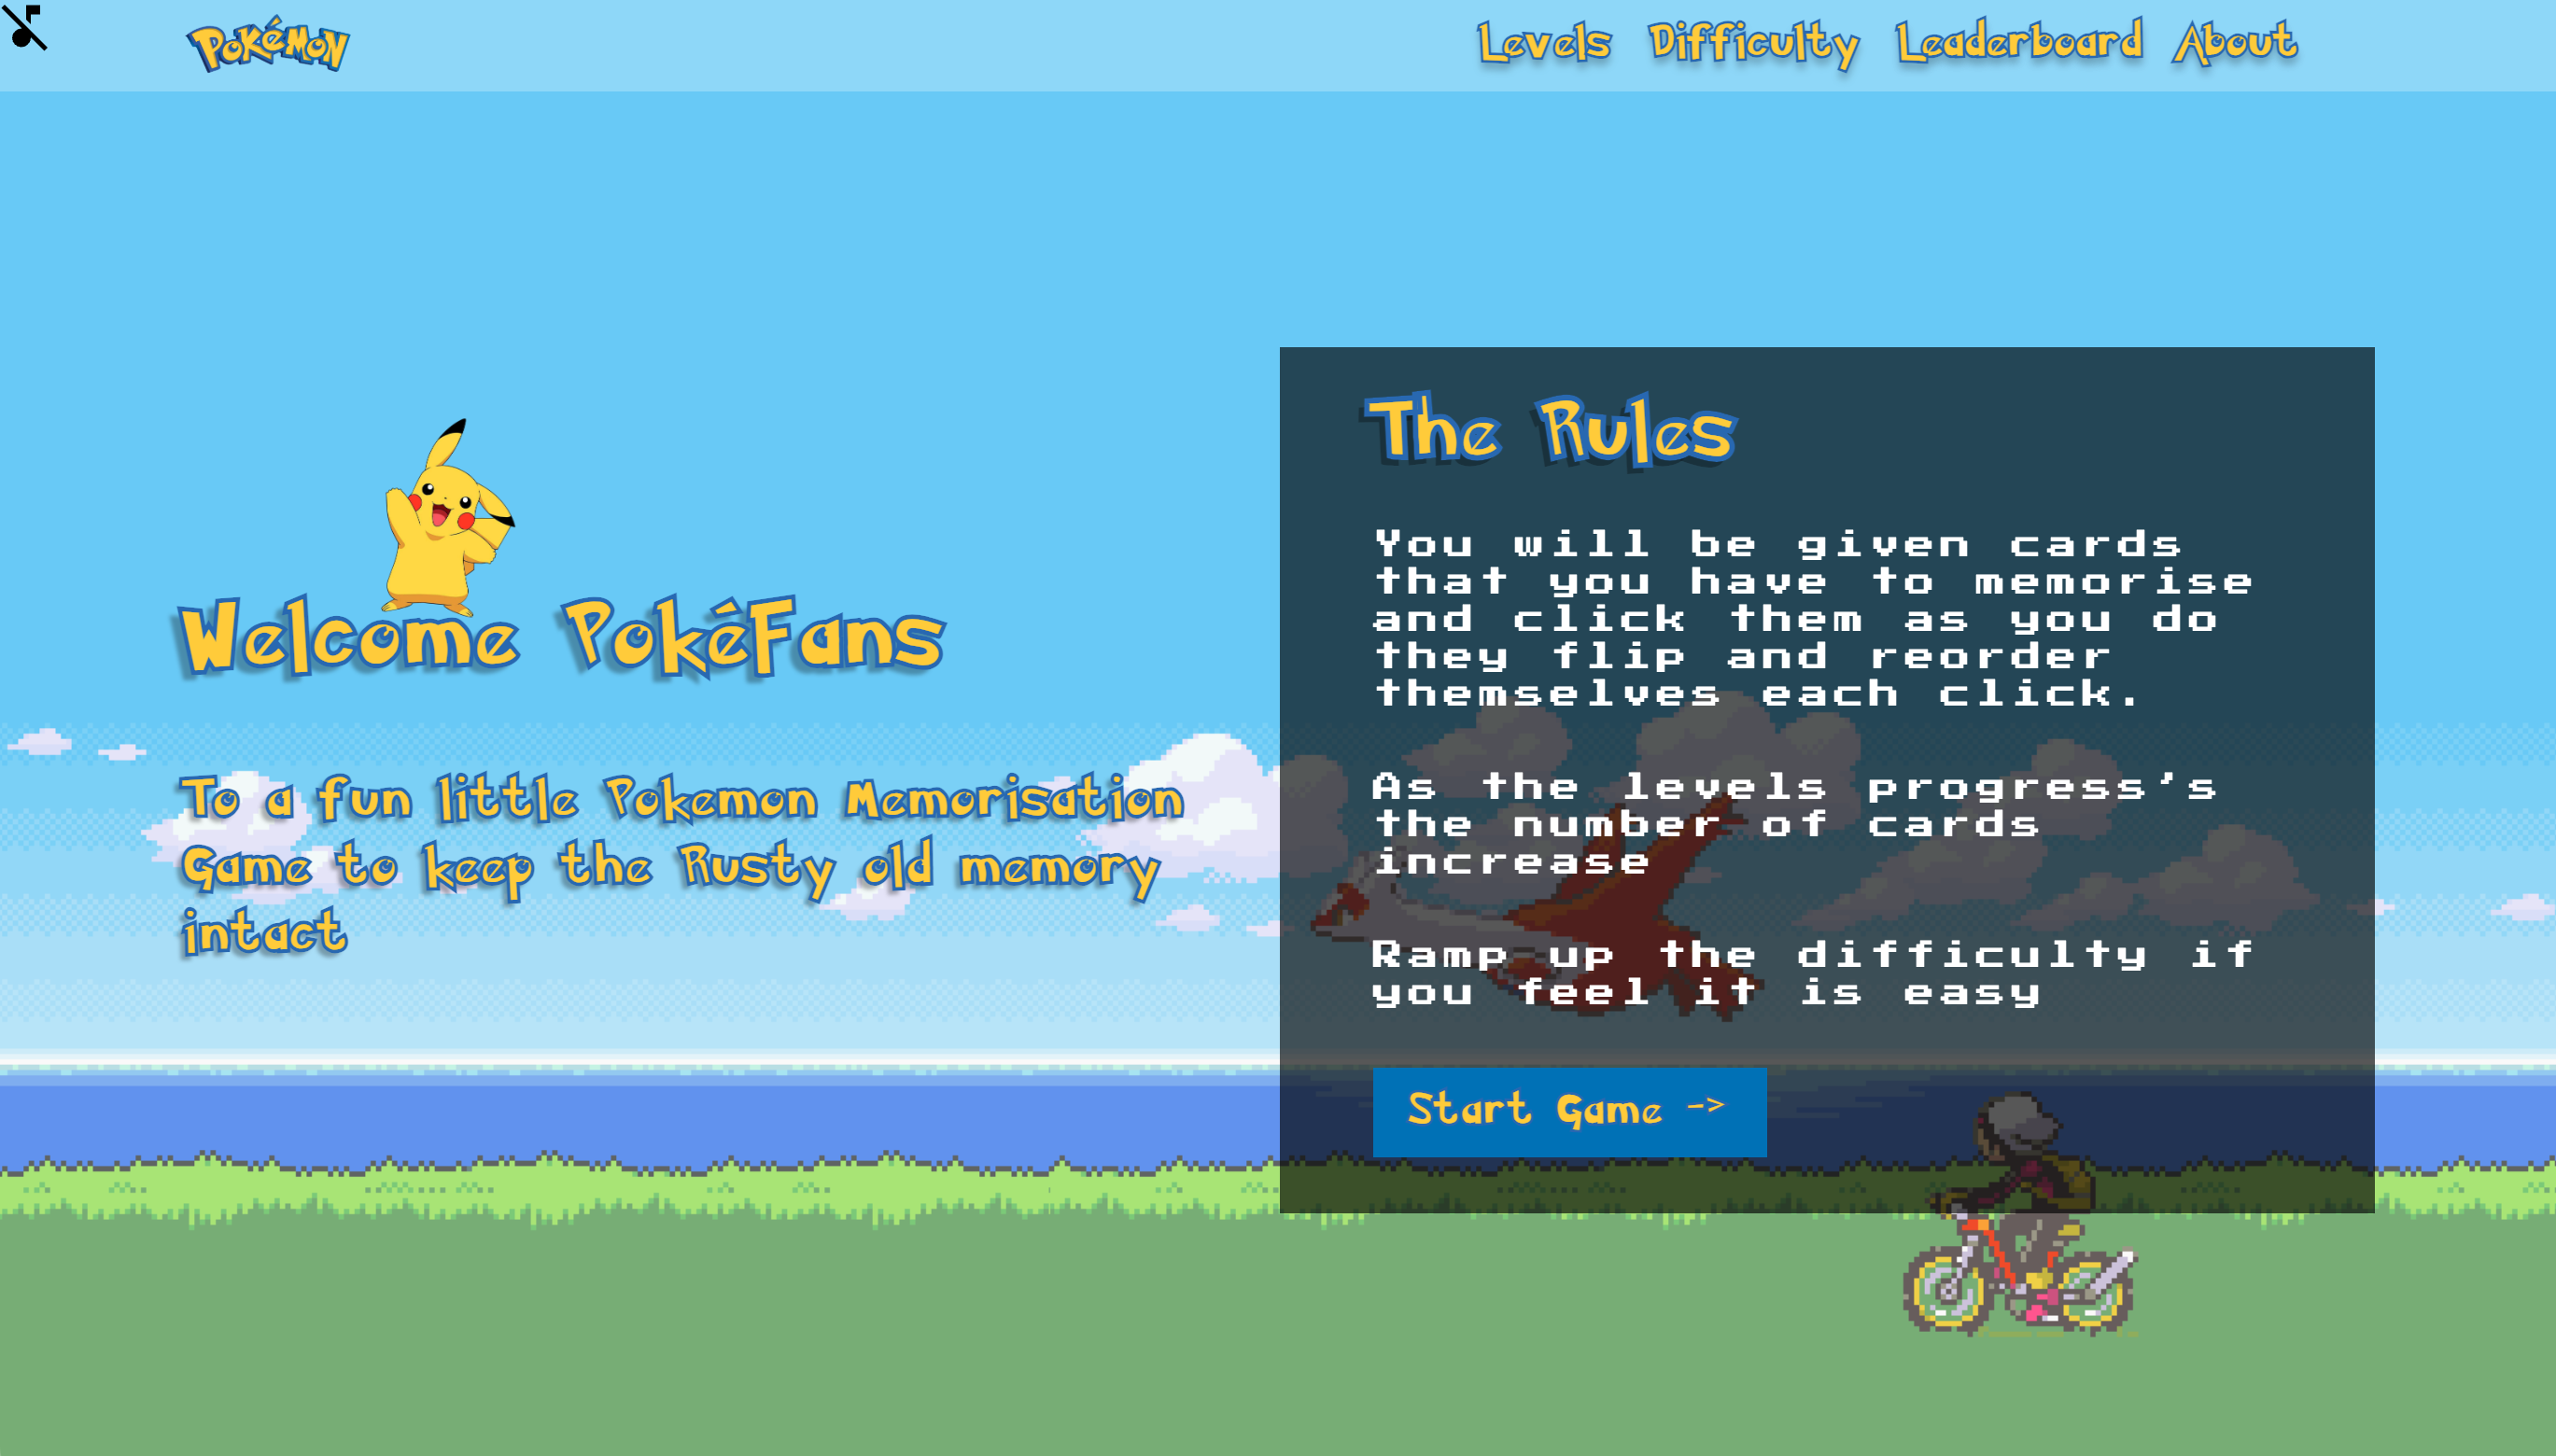 Pokémon
Levels Difficulty Leaderboard About
Welcome PokéFans
To a fun little Pokemon Memorisation
Game to keep the Rusty old memory
intact
The Rules
You will be given cards
that you have to memorise
and click them as you do
they flip and reorder
themselves each click.
As the levels progress's
the number of cards
increase
Ramp up the difficulty if
you feel it is easy
Start Game ->